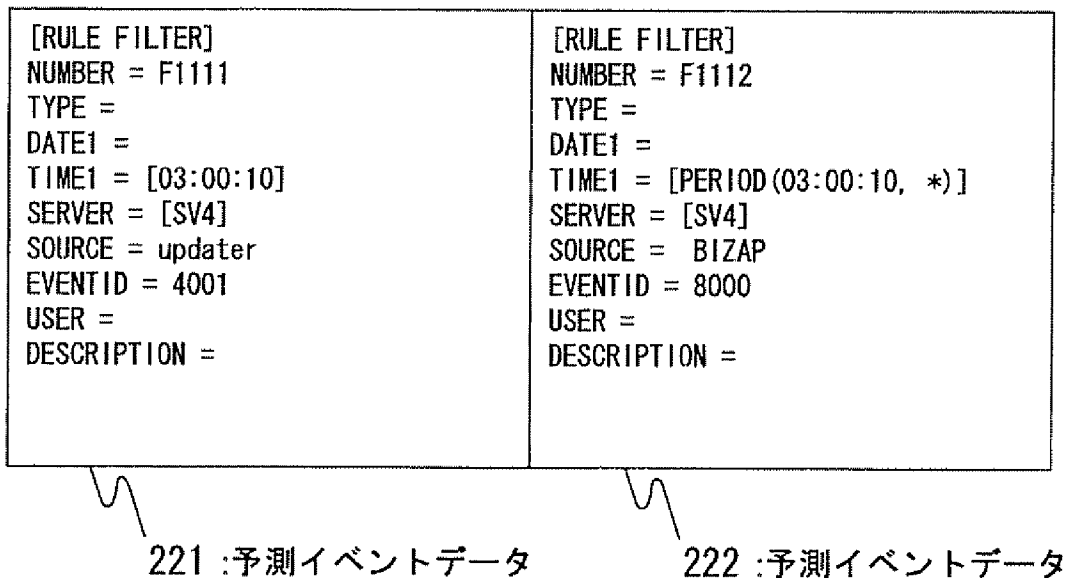 [RULE FILTER]
NUMBER = F1111
TYPE =
DATE1 =
TIME1 = [03:00:10]
SERVER = [SV4]
SOURCE = updater
EVENTID = 4001
USER =
DESCRIPTION =
[RULE FILTER]
NUMBER = F1112
TYPE =
DATE1 =
TIME1 = [PERIOD(03:00:10, *)]
SERVER = [SV4]
SOURCE = BIZAP
EVENTID = 8000
USER =
DESCRIPTION =
221 :予測イベントデータ
222 :予測イベントデータ